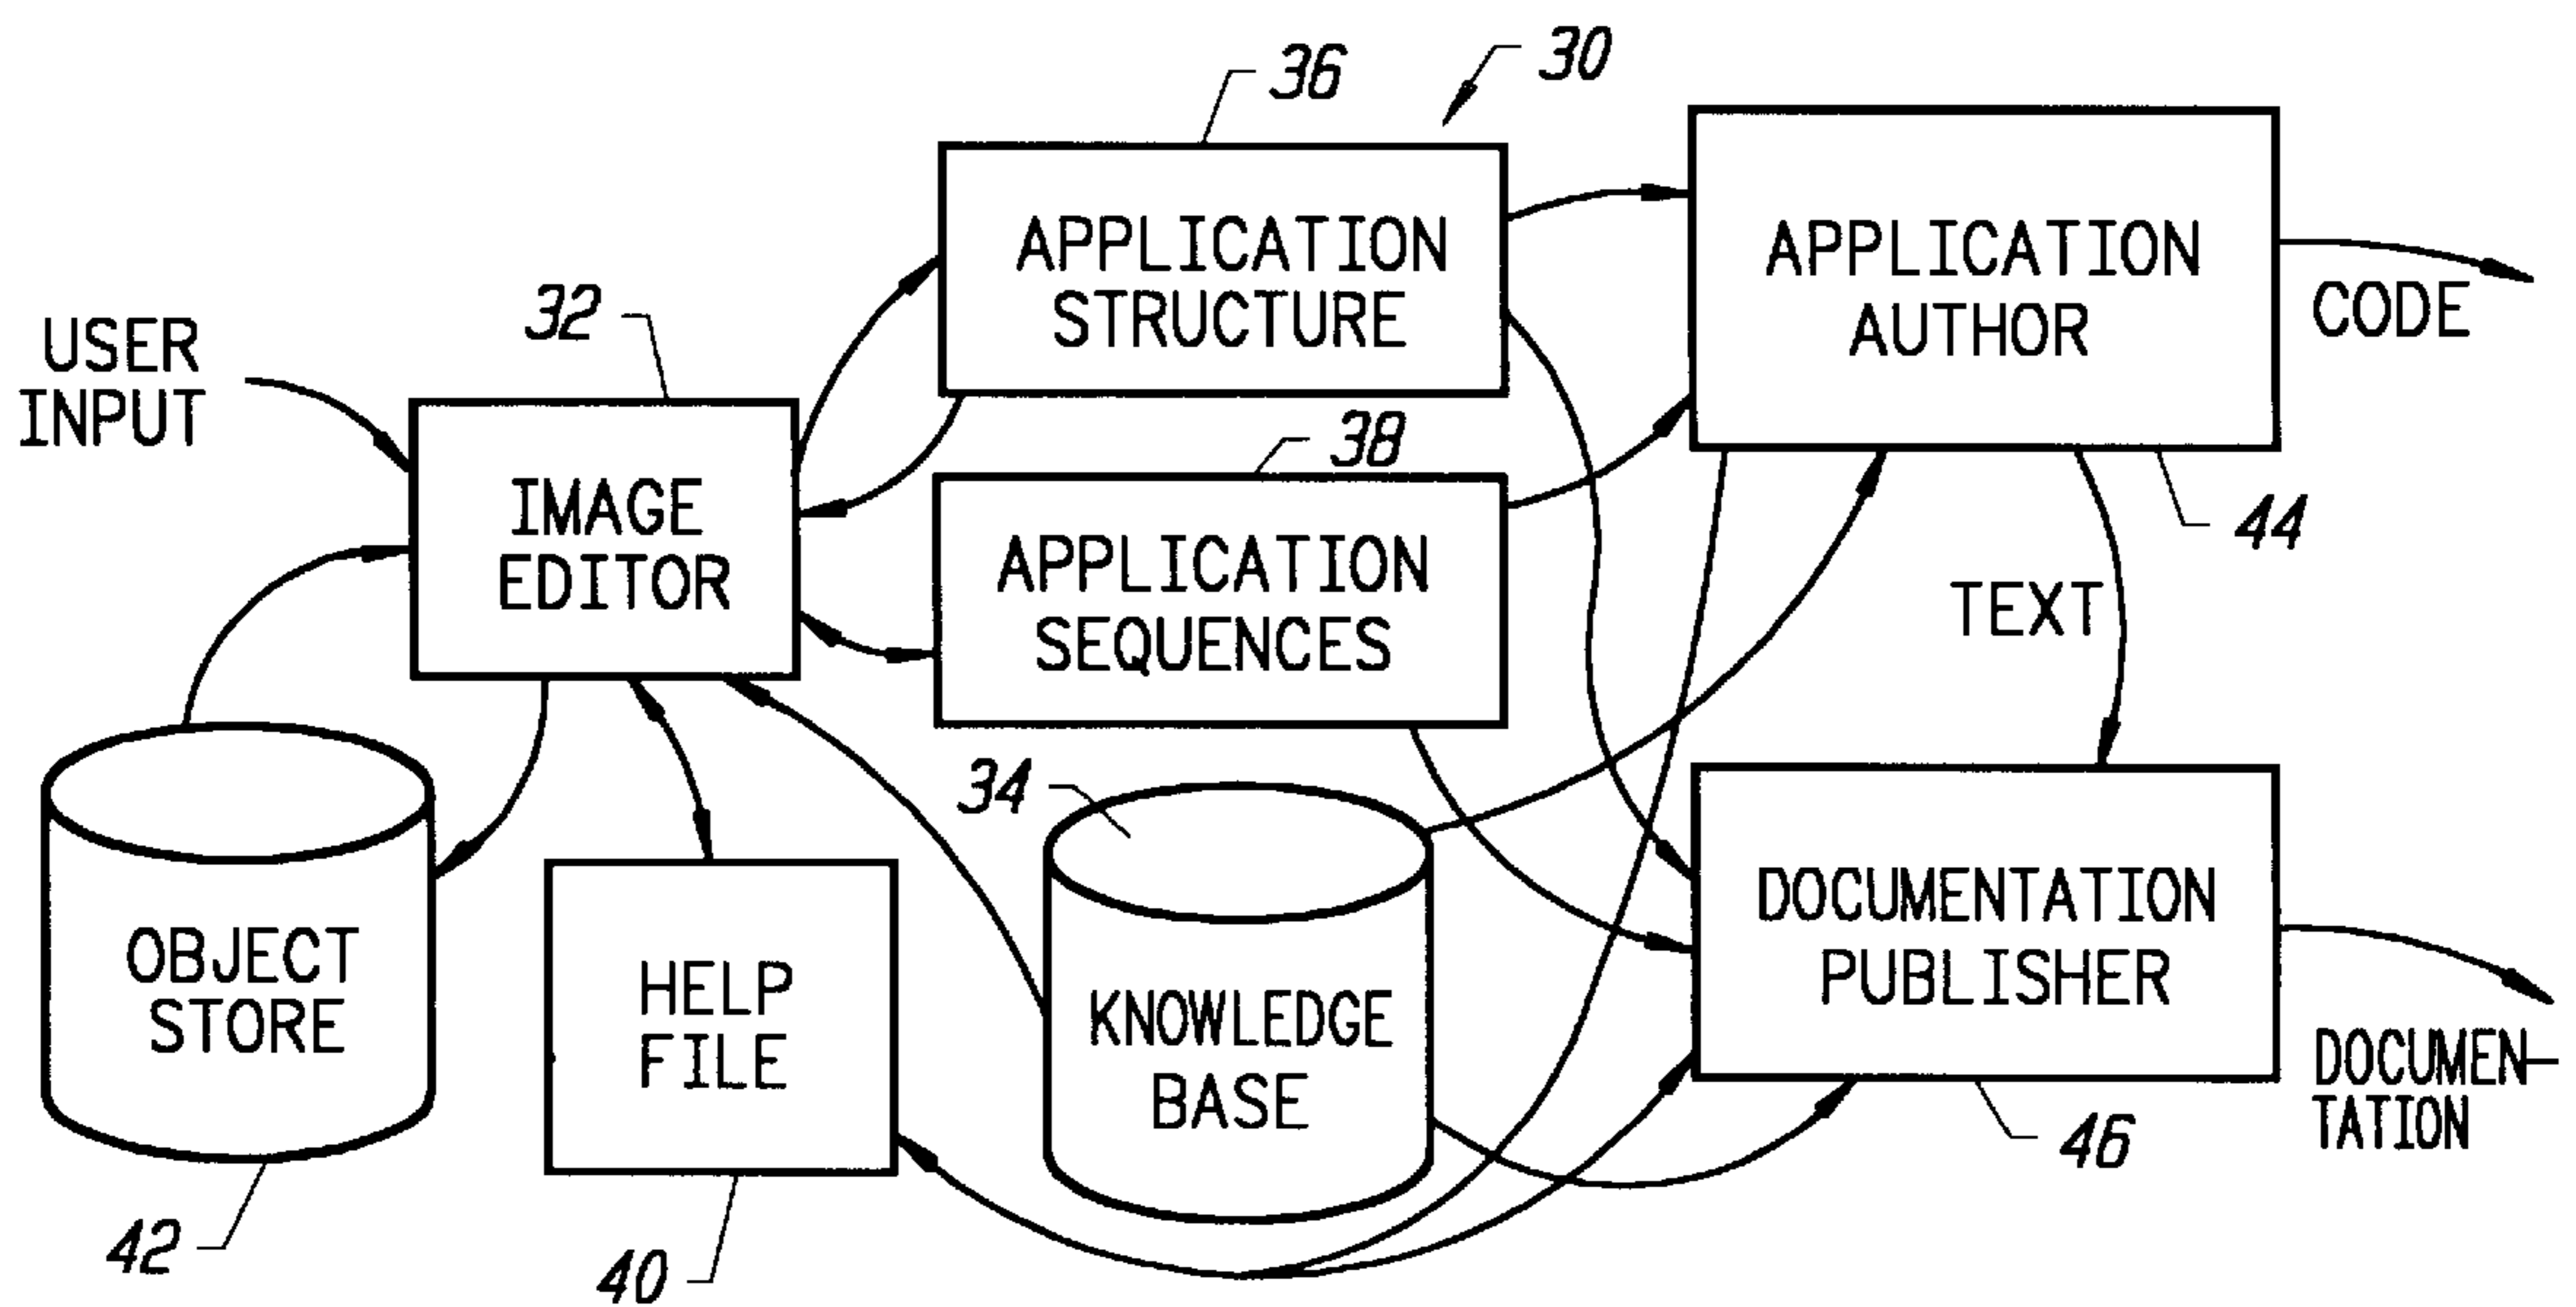 30
36
APPLICATION
STRUCTURE
APPLICATION
AUTHOR
CODE
USER
INPUT
32
IMAGE
EDITOR
38
APPLICATION
SEQUENCES
44
TEXT
34
KNOWLEDGE
BASE
OBJECT
STORE
42
HELP
FILE
40
DOCUMENTATION
PUBLISHER
46
DOCUMEN-
TATION